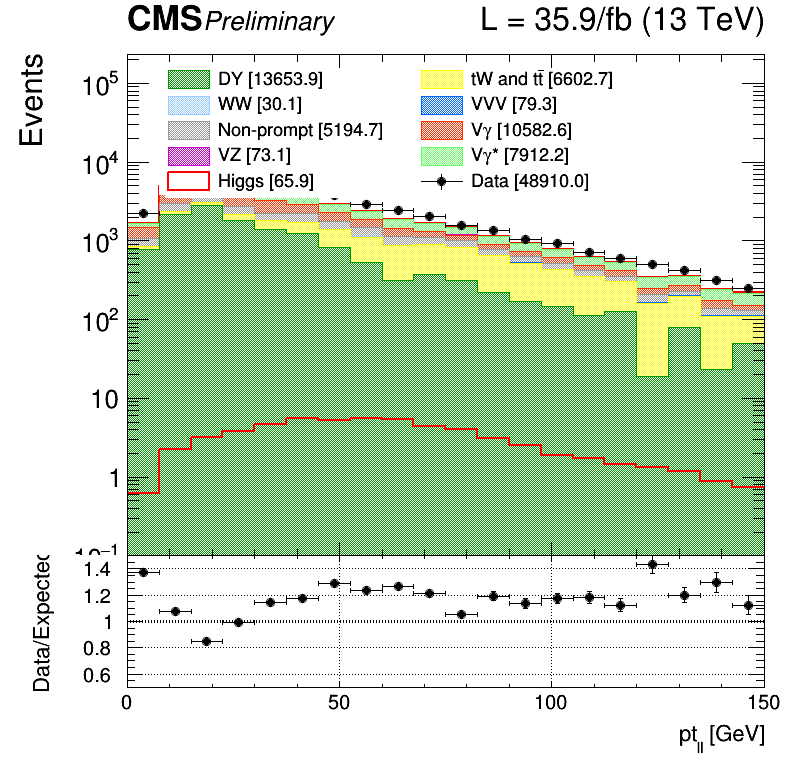 CMS Preliminary L = 35.9/fb (13 TeV)
Events
10⁵
10⁴
10³
10²
10
1
10⁻¹
DY [13653.9]
WW [30.1]
Non-prompt [5194.7]
VZ [73.1]
Higgs [65.9]
tW and tt̄ [6602.7]
VVV [79.3]
Vγ [10582.6]
Vγ* [7912.2]
Data [48910.0]
Data/Expected
1.4
1.2
1
0.8
0.6
0 50 100 150
pt_ll [GeV]